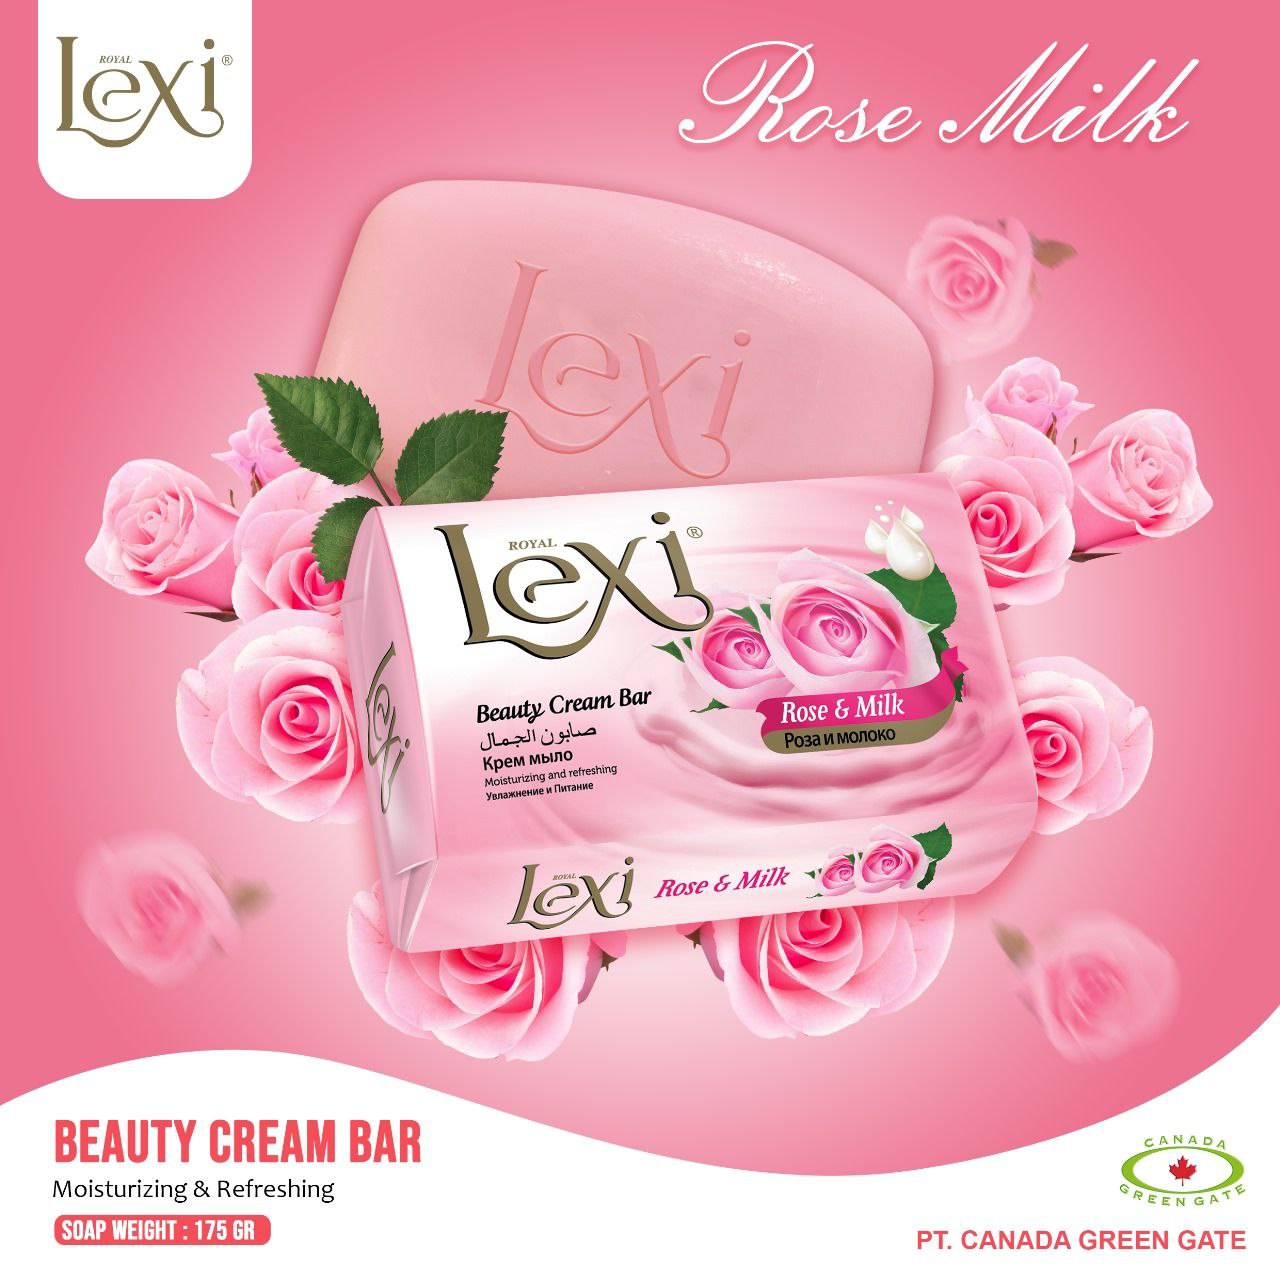 ROYAL
Lexi®
Rose Milk
Lexi
ROYAL
Lexi®
Beauty Cream Bar
صابون الجمال
Крем мыло
Moisturizing and refreshing
Увлажнение и Питание
Rose & Milk
Роза и молоко
Lexi
ROYAL
Lexi
Rose & Milk
BEAUTY CREAM BAR
Moisturizing & Refreshing
SOAP WEIGHT : 175 GR
CANADA
GREEN GATE
PT. CANADA GREEN GATE